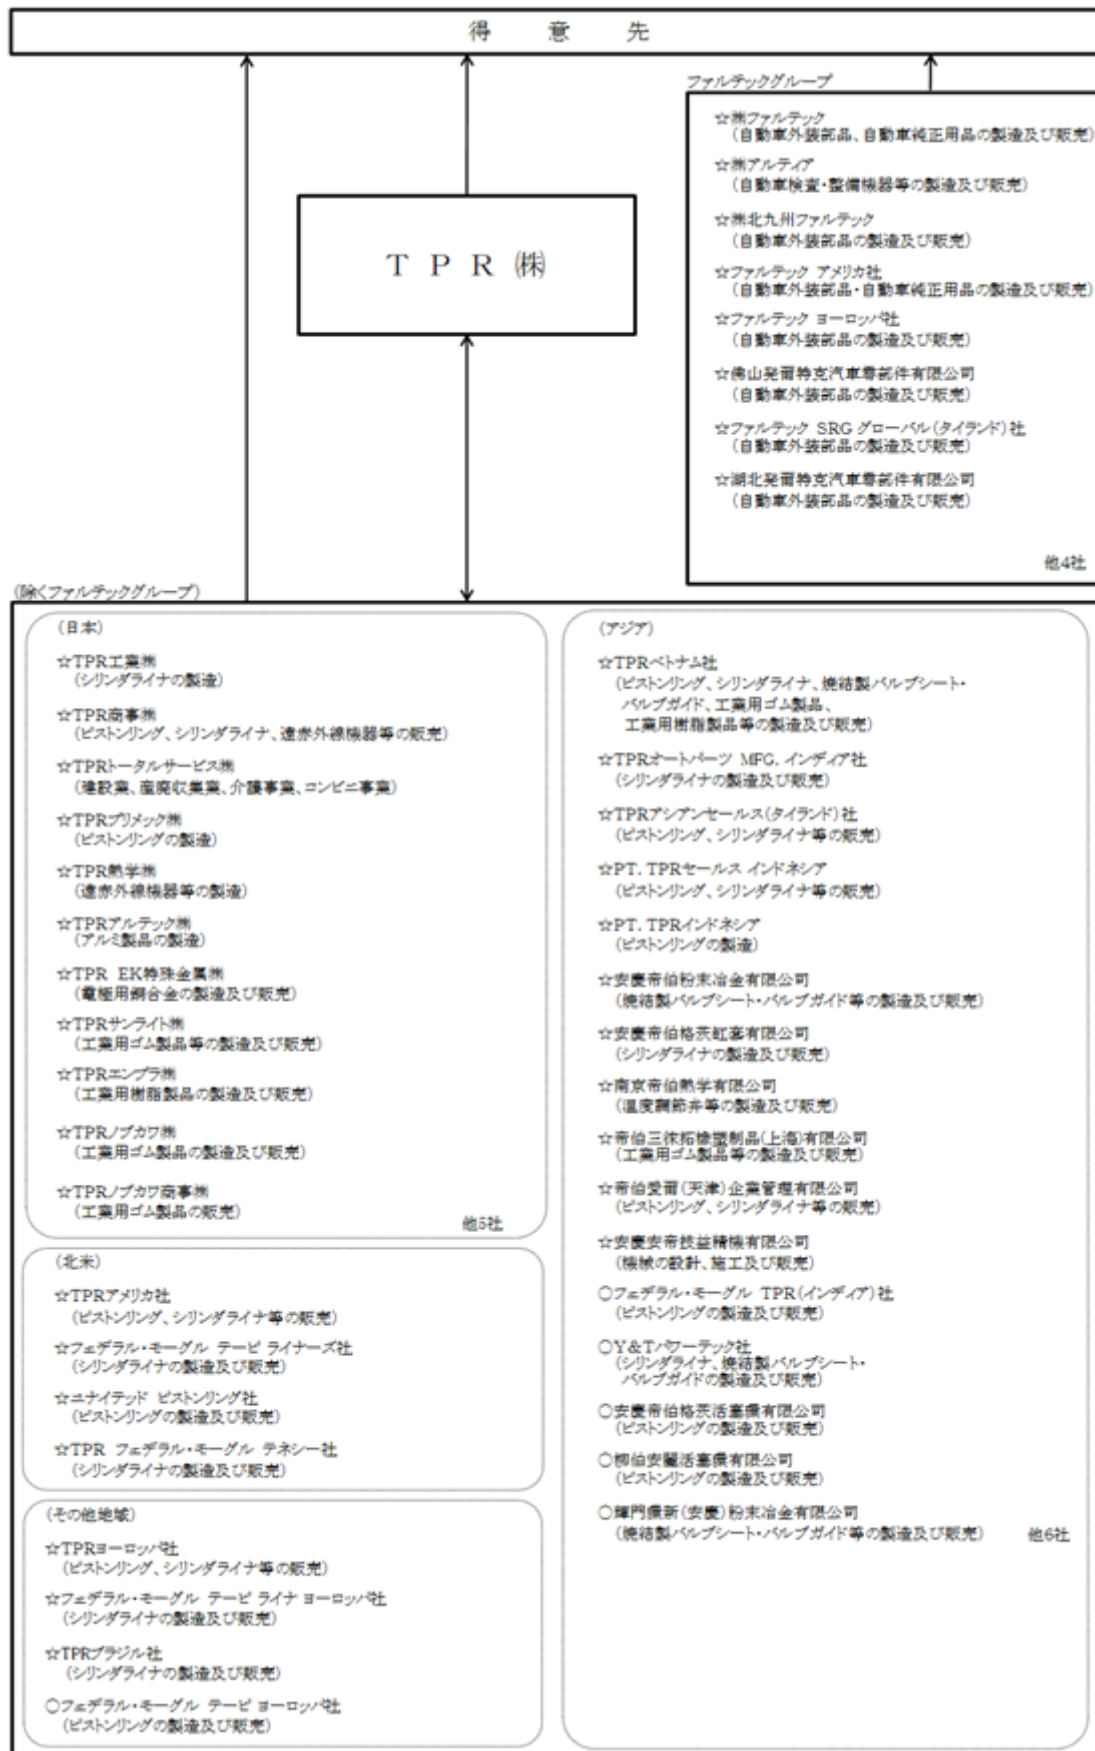 得意先
ファルテックグループ
☆㈱ファルテック
(自動車外装部品、自動車純正用品の製造及び販売)
☆㈱アルティア
(自動車検査・整備機器等の製造及び販売)
☆㈱北九州ファルテック
(自動車外装部品の製造及び販売)
☆ファルテック アメリカ社
(自動車外装部品・自動車純正用品の製造及び販売)
☆ファルテック ヨーロッパ社
(自動車外装部品の製造及び販売)
☆佛山発爾特克汽車零部件有限公司
(自動車外装部品の製造及び販売)
☆ファルテック SRG グローバル(タイランド)社
(自動車外装部品の製造及び販売)
☆湖北発爾特克汽車零部件有限公司
(自動車外装部品の製造及び販売)
他4社
TPR㈱
(除くファルテックグループ)
(日本)
☆TPR工業㈱
(シリンダライナの製造)
☆TPR商事㈱
(ピストンリング、シリンダライナ、遠赤外線機器等の販売)
☆TPRトータルサービス㈱
(建設業、産廃収集業、介護事業、コンビニ事業)
☆TPRプリメック㈱
(ピストンリングの製造)
☆TPR熱学㈱
(遠赤外線機器等の製造)
☆TPRアルテック㈱
(アルミ製品の製造)
☆TPR EK特殊金属㈱
(電極用銅合金の製造及び販売)
☆TPRサンライト㈱
(工業用ゴム製品等の製造及び販売)
☆TPRエンプラ㈱
(工業用樹脂製品の製造及び販売)
☆TPRノブカワ㈱
(工業用ゴム製品の製造及び販売)
☆TPRノブカワ商事㈱
(工業用ゴム製品の販売)
他5社
(北米)
☆TPRアメリカ社
(ピストンリング、シリンダライナ等の販売)
☆フェデラル・モーグル テーピ ライナーズ社
(シリンダライナの製造及び販売)
☆ユナイテッド ピストンリング社
(ピストンリングの製造及び販売)
☆TPR フェデラル・モーグル テネシー社
(シリンダライナの製造及び販売)
(その他地域)
☆TPRヨーロッパ社
(ピストンリング、シリンダライナ等の販売)
☆フェデラル・モーグル テーピ ライナ ヨーロッパ社
(シリンダライナの製造及び販売)
☆TPRブラジル社
(シリンダライナの製造及び販売)
○フェデラル・モーグル テーピ ヨーロッパ社
(ピストンリングの製造及び販売)
(アジア)
☆TPRベトナム社
(ピストンリング、シリンダライナ、焼結製バルブシート・
バルブガイド、工業用ゴム製品、
工業用樹脂製品等の製造及び販売)
☆TPRオートパーツ MFG. インディア社
(シリンダライナの製造及び販売)
☆TPRアシアンセールス(タイランド)社
(ピストンリング、シリンダライナ等の販売)
☆PT. TPRセールス インドネシア
(ピストンリング、シリンダライナ等の販売)
☆PT. TPRインドネシア
(ピストンリングの製造)
☆安慶帝伯粉末冶金有限公司
(焼結製バルブシート・バルブガイド等の製造及び販売)
☆安慶帝伯格茨缸套有限公司
(シリンダライナの製造及び販売)
☆南京帝伯熱学有限公司
(温度調節弁等の製造及び販売)
☆帝伯三徠拓橡塑制品(上海)有限公司
(工業用ゴム製品等の製造及び販売)
☆帝伯愛爾(天津)企業管理有限公司
(ピストンリング、シリンダライナ等の販売)
☆安慶安帝技益精機有限公司
(機械の設計、施工及び販売)
○フェデラル・モーグル TPR(インディア)社
(ピストンリングの製造及び販売)
○Y&Tパワーテック社
(シリンダライナ、焼結製バルブシート・
バルブガイドの製造及び販売)
○安慶帝伯格茨活塞環有限公司
(ピストンリングの製造及び販売)
○柳伯安麗活塞環有限公司
(ピストンリングの製造及び販売)
○輝門環新(安慶)粉末冶金有限公司
(焼結製バルブシート・バルブガイド等の製造及び販売)
他6社